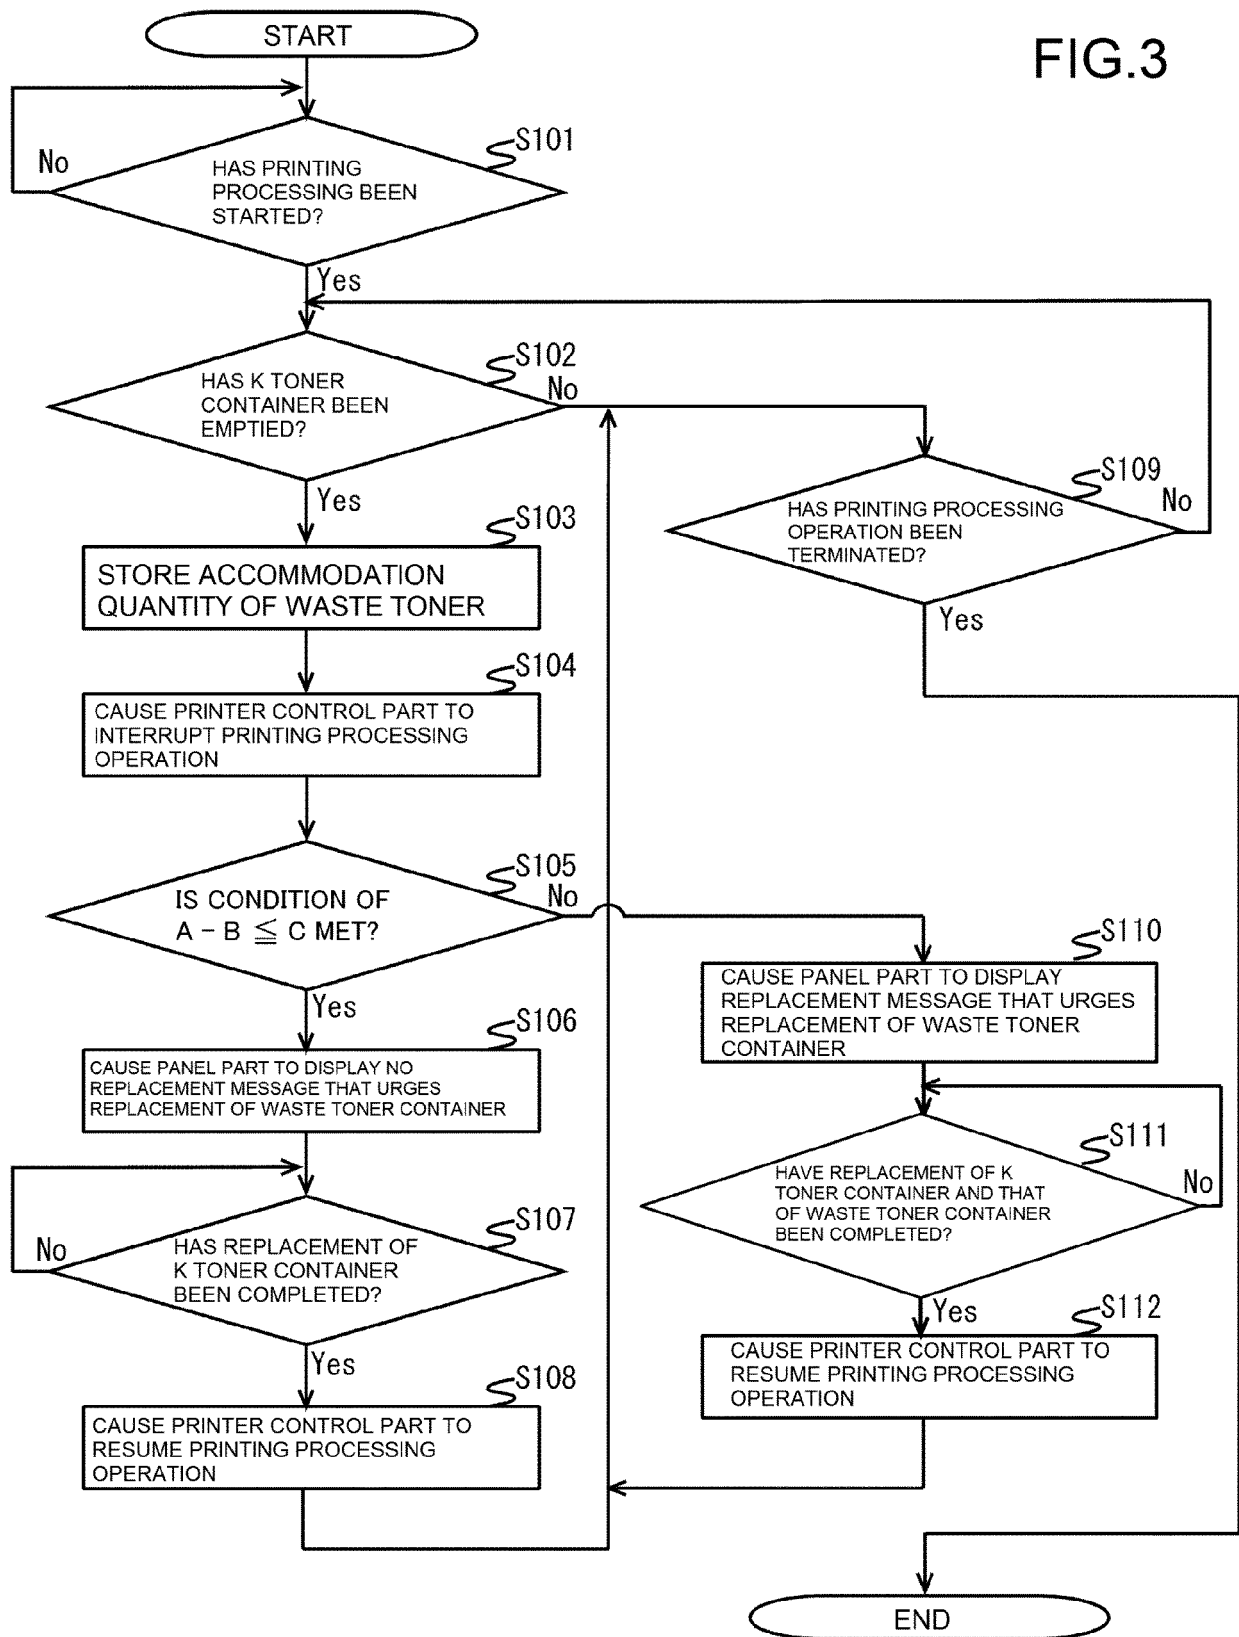 START
FIG.3
S101
No
HAS PRINTING
PROCESSING BEEN
STARTED?
Yes
S102
No
HAS K TONER
CONTAINER BEEN
EMPTIED?
Yes
S109
No
HAS PRINTING PROCESSING
OPERATION BEEN
TERMINATED?
Yes
S103
STORE ACCOMMODATION
QUANTITY OF WASTE TONER
S104
CAUSE PRINTER CONTROL PART TO
INTERRUPT PRINTING PROCESSING
OPERATION
S105
No
IS CONDITION OF
A - B ≦ C MET?
Yes
S110
CAUSE PANEL PART TO DISPLAY
REPLACEMENT MESSAGE THAT URGES
REPLACEMENT OF WASTE TONER
CONTAINER
S106
CAUSE PANEL PART TO DISPLAY NO
REPLACEMENT MESSAGE THAT URGES
REPLACEMENT OF WASTE TONER CONTAINER
S111
No
HAVE REPLACEMENT OF K
TONER CONTAINER AND THAT
OF WASTE TONER CONTAINER
BEEN COMPLETED?
Yes
S107
No
HAS REPLACEMENT OF
K TONER CONTAINER
BEEN COMPLETED?
Yes
S112
CAUSE PRINTER CONTROL PART TO
RESUME PRINTING PROCESSING
OPERATION
S108
CAUSE PRINTER CONTROL PART TO
RESUME PRINTING PROCESSING
OPERATION
END